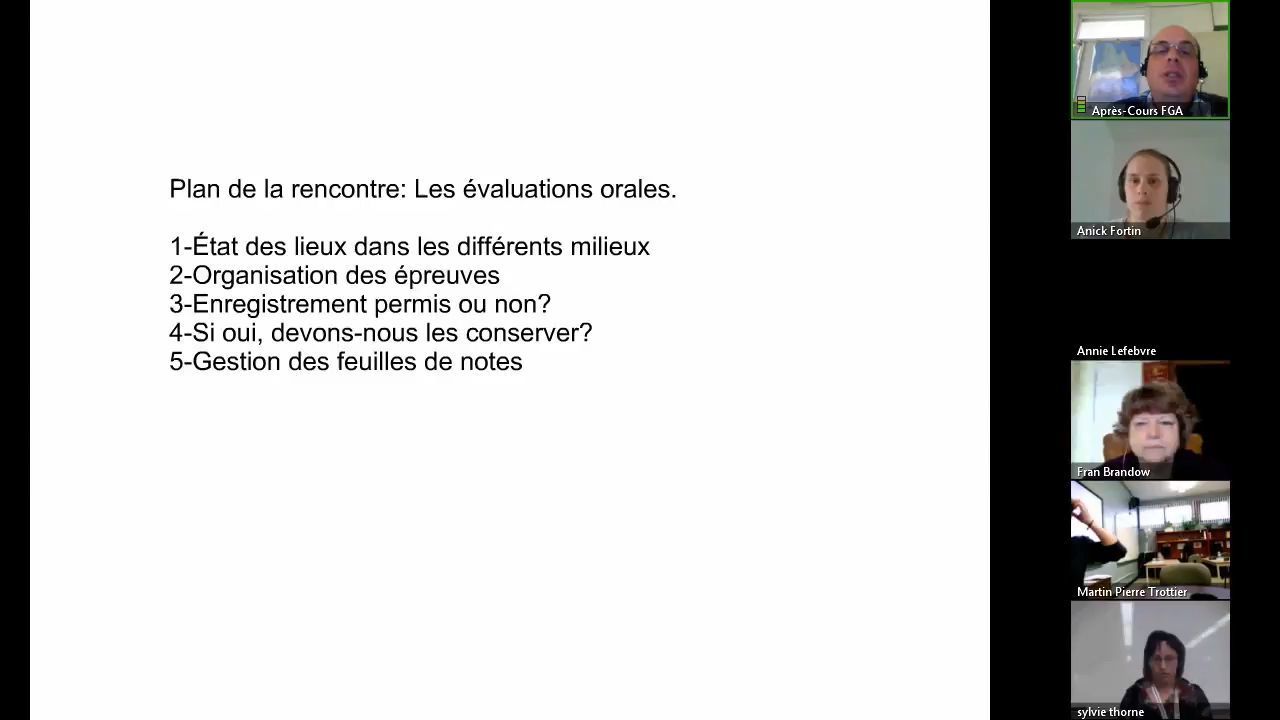 Plan de la rencontre: Les évaluations orales.
1-État des lieux dans les différents milieux
2-Organisation des épreuves
3-Enregistrement permis ou non?
4-Si oui, devons-nous les conserver?
5-Gestion des feuilles de notes
Après-Cours FGA
Anick Fortin
Annie Lefebvre
Fran Brandow
Martin Pierre Trottier
sylvie thorne